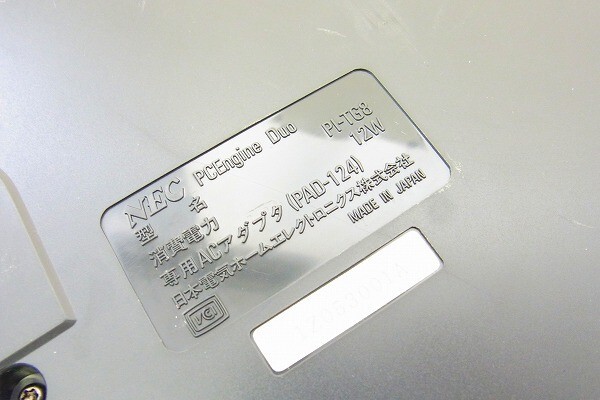 NEC PCEngine Duo
型 名 PI-TG8
消費電力 12W
専用ACアダプタ(PAD-124)
日本電気ホームエレクトロニクス株式会社
MADE IN JAPAN
VCI